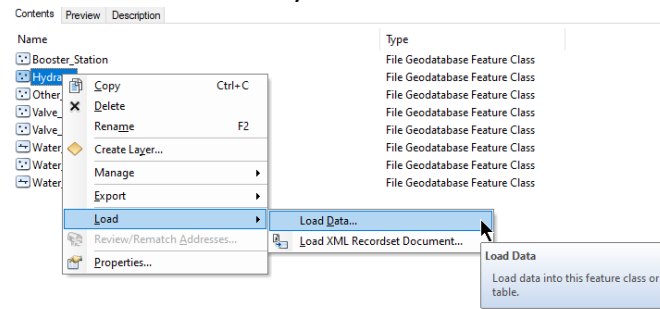 Contents Preview Description
Name Type
Booster_Station File Geodatabase Feature Class
Hydra File Geodatabase Feature Class
Other_ File Geodatabase Feature Class
Valve_ File Geodatabase Feature Class
Valve_ File Geodatabase Feature Class
Water_ File Geodatabase Feature Class
Water_ File Geodatabase Feature Class
Water_ File Geodatabase Feature Class
Copy Ctrl+C
Delete
Rename F2
Create Layer...
Manage
Export
Load
Review/Rematch Addresses...
Properties...
Load Data...
Load XML Recordset Document...
Load Data
Load data into this feature class or
table.